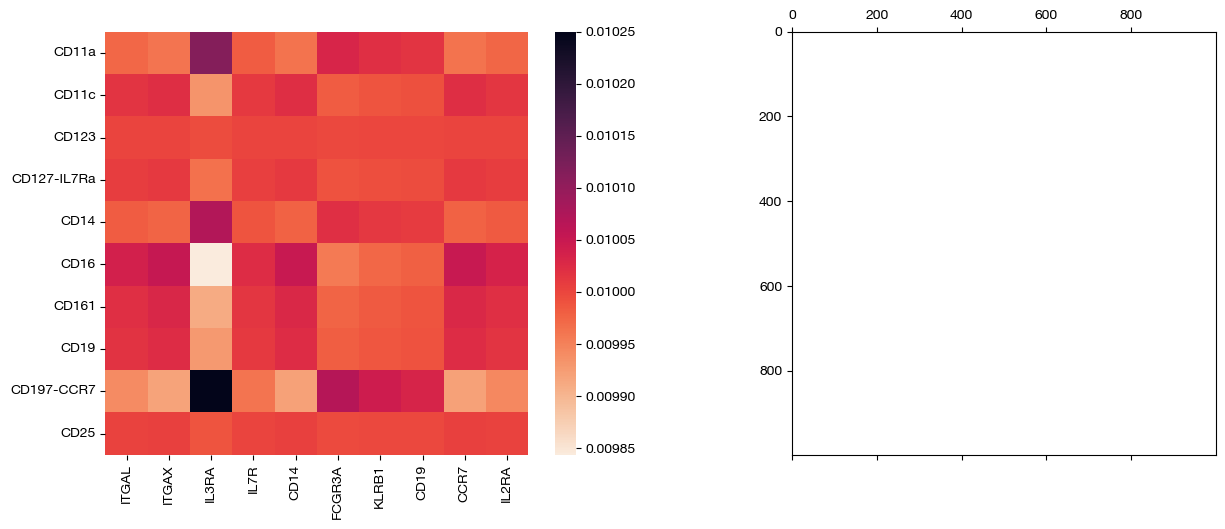 CD11a
CD11c
CD123
CD127-IL7Ra
CD14
CD16
CD161
CD19
CD197-CCR7
CD25
ITGAL
ITGAX
IL3RA
IL7R
CD14
FCGR3A
KLRB1
CD19
CCR7
IL2RA
0.01025
0.01020
0.01015
0.01010
0.01005
0.01000
0.00995
0.00990
0.00985
0 200 400 600 800
0
200
400
600
800